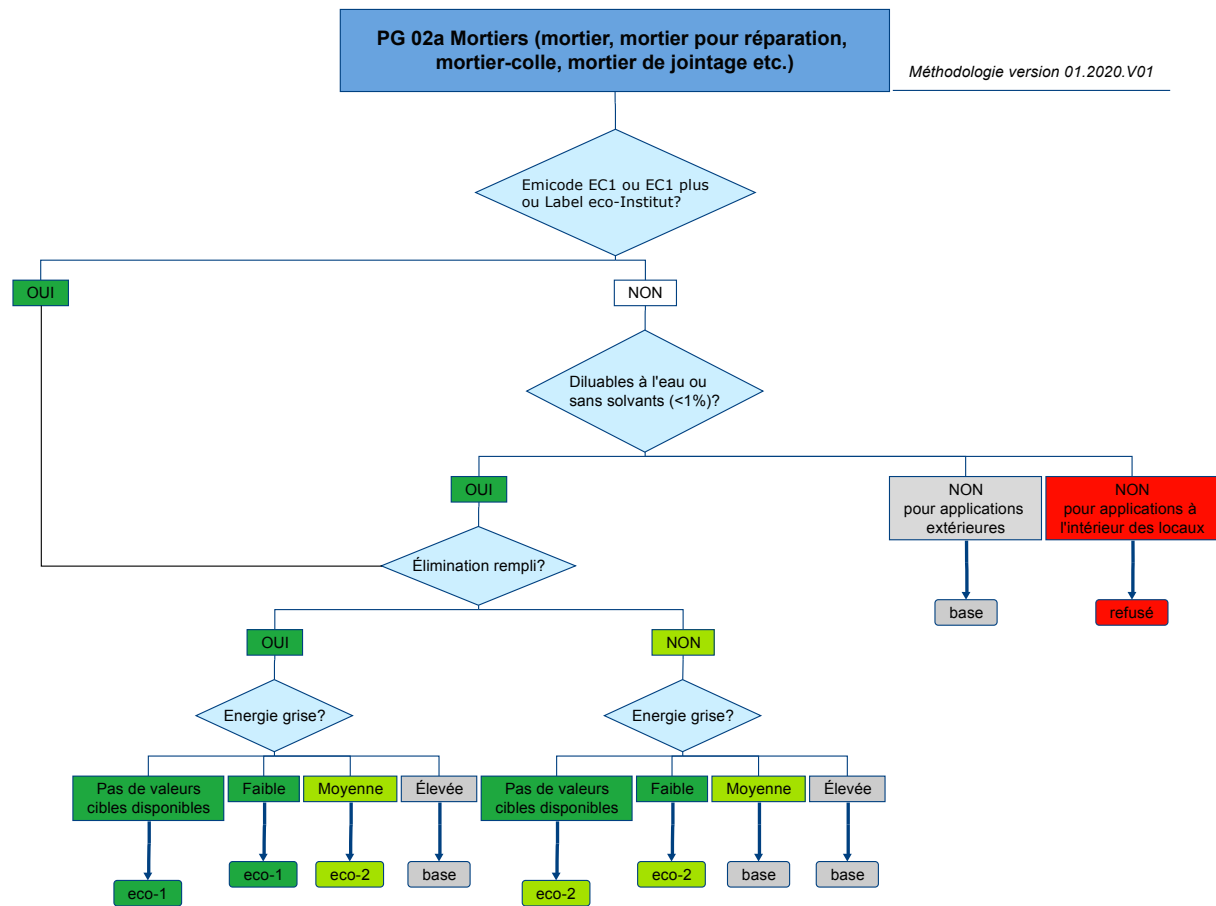 PG 02a Mortiers (mortier, mortier pour réparation,
mortier-colle, mortier de jointage etc.)
Méthodologie version 01.2020.V01
Emicode EC1 ou EC1 plus
ou Label eco-Institut?
OUI
NON
Diluables à l'eau ou
sans solvants (<1%)?
OUI
NON
pour applications
extérieures
NON
pour applications à
l'intérieur des locaux
Élimination rempli?
base
refusé
OUI
NON
Energie grise?
Energie grise?
Pas de valeurs
cibles disponibles
Faible
Moyenne
Élevée
Pas de valeurs
cibles disponibles
Faible
Moyenne
Élevée
eco-1
eco-1
eco-2
base
eco-2
eco-2
base
base